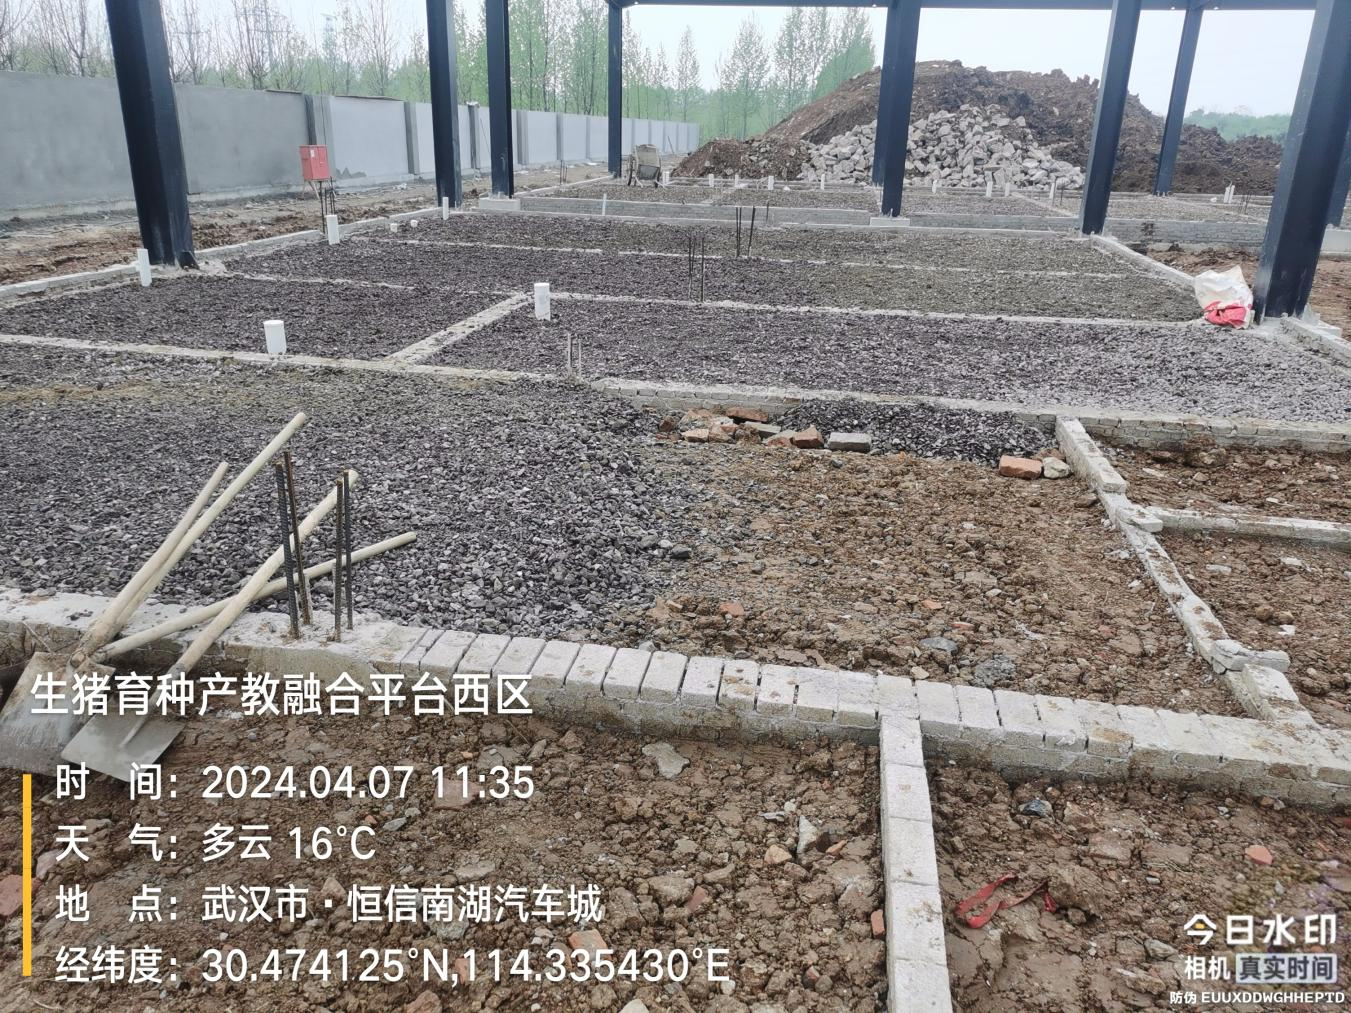 生猪育种产教融合平台西区
时 间：2024.04.07 11:35
天 气：多云 16℃
地 点：武汉市·恒信南湖汽车城
经纬度：30.474125°N,114.335430°E
今日水印
相机 真实时间
防伪 EUUXDDWGHHEPTD